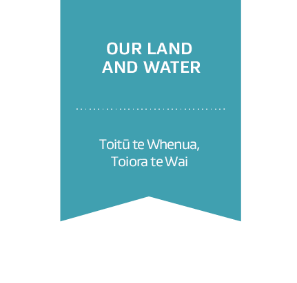 OUR LAND
AND WATER
Toitū te Whenua,
Toiora te Wai